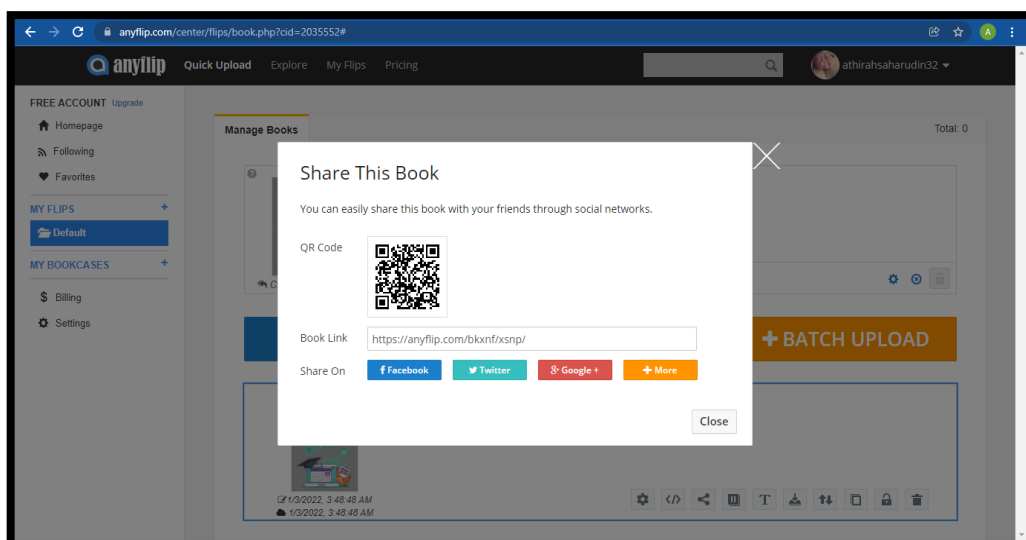 anyflip.com/center/flips/book.php?cid=2035552#
A
anyflip
Quick Upload
Explore
My Flips
Pricing
athirahsaharudin32
FREE ACCOUNT Upgrade
Homepage
Following
Favorites
MY FLIPS +
Default
MY BOOKCASES +
$ Billing
Settings
Manage Books
Total: 0
Share This Book
You can easily share this book with your friends through social networks.
QR Code
Book Link
https://anyflip.com/bkxnf/xsnp/
Share On
f Facebook
Twitter
g+ Google +
+ More
Close
+ BATCH UPLOAD
1/3/2022, 3:48:48 AM
1/3/2022, 3:48:48 AM